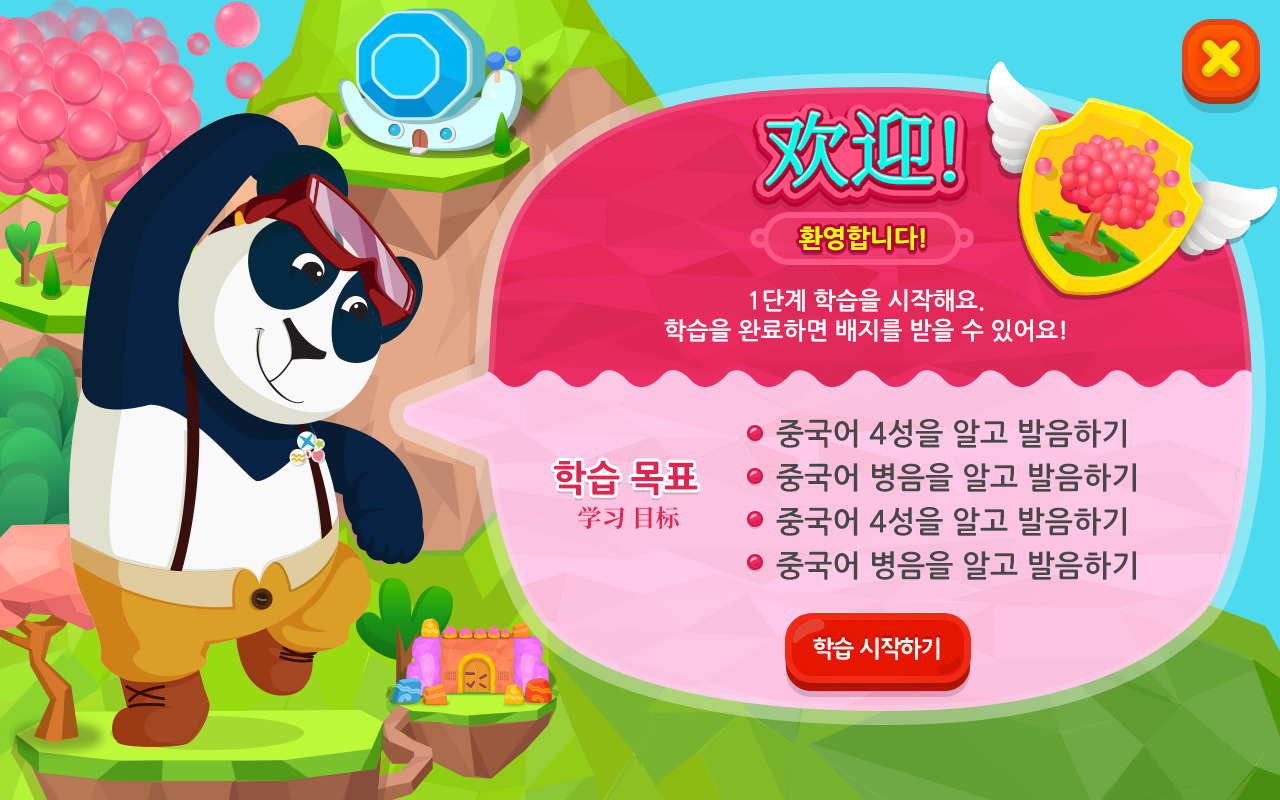 欢迎!
환영합니다!
1단계 학습을 시작해요.
학습을 완료하면 배지를 받을 수 있어요!
학습 목표
学习 目标
중국어 4성을 알고 발음하기
중국어 병음을 알고 발음하기
중국어 4성을 알고 발음하기
중국어 병음을 알고 발음하기
학습 시작하기